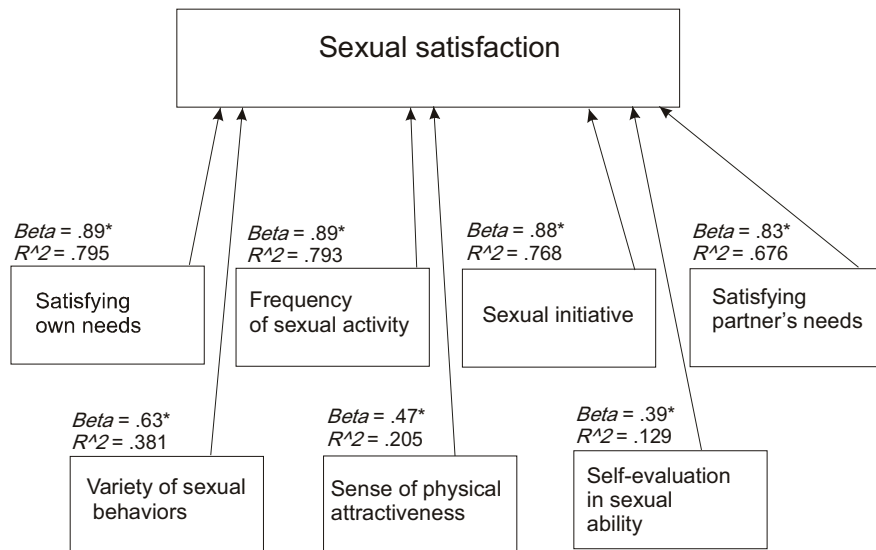 Sexual satisfaction
Beta = .89*
R^2 = .795
Satisfying
own needs
Beta = .89*
R^2 = .793
Frequency
of sexual activity
Beta = .88*
R^2 = .768
Sexual initiative
Beta = .83*
R^2 = .676
Satisfying
partner's needs
Beta = .63*
R^2 = .381
Variety of sexual
behaviors
Beta = .47*
R^2 = .205
Sense of physical
attractiveness
Beta = .39*
R^2 = .129
Self-evaluation
in sexual
ability